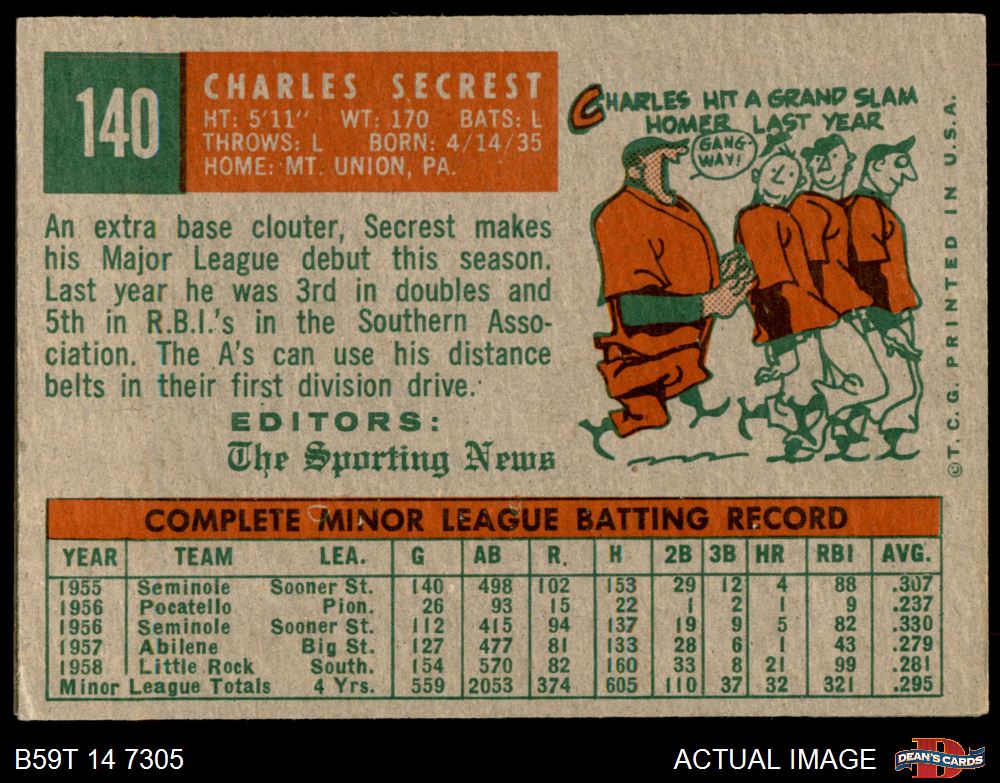 140
CHARLES SECREST
HT: 5'11" WT: 170 BATS: L
THROWS: L BORN: 4/14/35
HOME: MT. UNION, PA.
An extra base clouter, Secrest makes
his Major League debut this season.
Last year he was 3rd in doubles and
5th in R.B.I.'s in the Southern Asso-
ciation. The A's can use his distance
belts in their first division drive.
EDITORS:
The Sporting News
CHARLES HIT A GRAND SLAM
HOMER LAST YEAR
GANG-
WAY!
©T.C.G. PRINTED IN U.S.A.
COMPLETE MINOR LEAGUE BATTING RECORD
YEAR TEAM LEA. G AB R. H 2B 3B HR RBI AVG.
1955 Seminole Sooner St. 140 498 102 153 29 12 4 88 .307
1956 Pocatello Pion. 26 93 15 22 1 2 1 9 .237
1956 Seminole Sooner St. 112 415 94 137 19 9 5 82 .330
1957 Abilene Big St. 127 477 81 133 28 6 1 43 .279
1958 Little Rock South. 154 570 82 160 33 8 21 99 .281
Minor League Totals 4 Yrs. 559 2053 374 605 110 37 32 321 .295
B59T 14 7305
ACTUAL IMAGE
DEAN'S CARDS